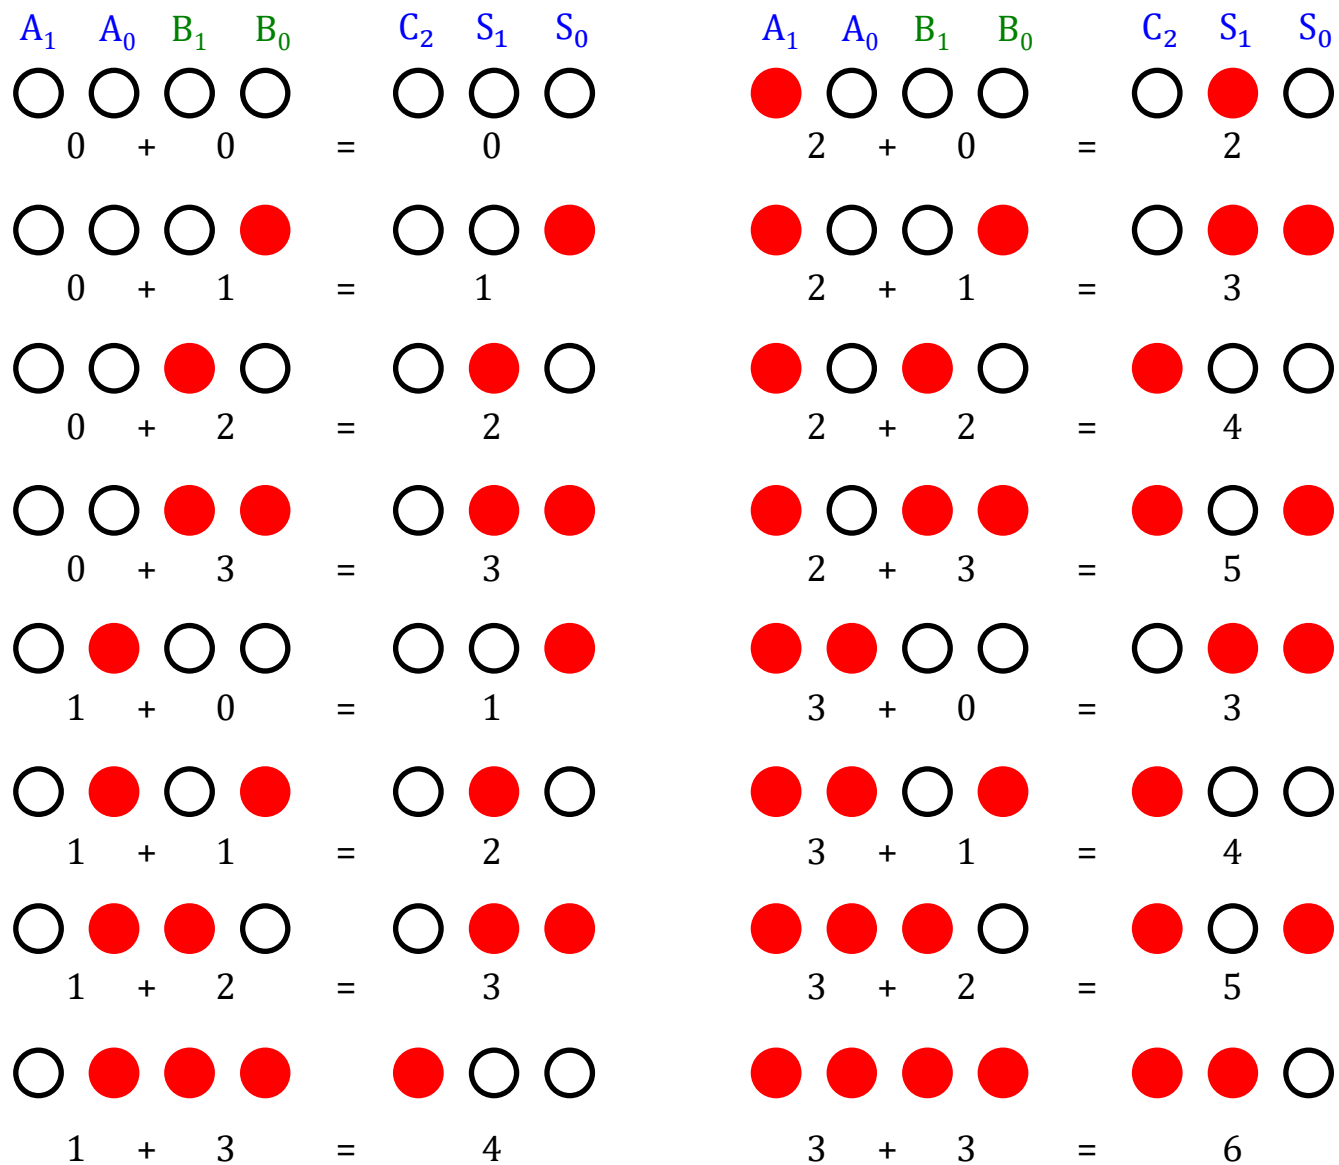 A₁ A₀ B₁ B₀ C₂ S₁ S₀ A₁ A₀ B₁ B₀ C₂ S₁ S₀
0 + 0 = 0 2 + 0 = 2
0 + 1 = 1 2 + 1 = 3
0 + 2 = 2 2 + 2 = 4
0 + 3 = 3 2 + 3 = 5
1 + 0 = 1 3 + 0 = 3
1 + 1 = 2 3 + 1 = 4
1 + 2 = 3 3 + 2 = 5
1 + 3 = 4 3 + 3 = 6